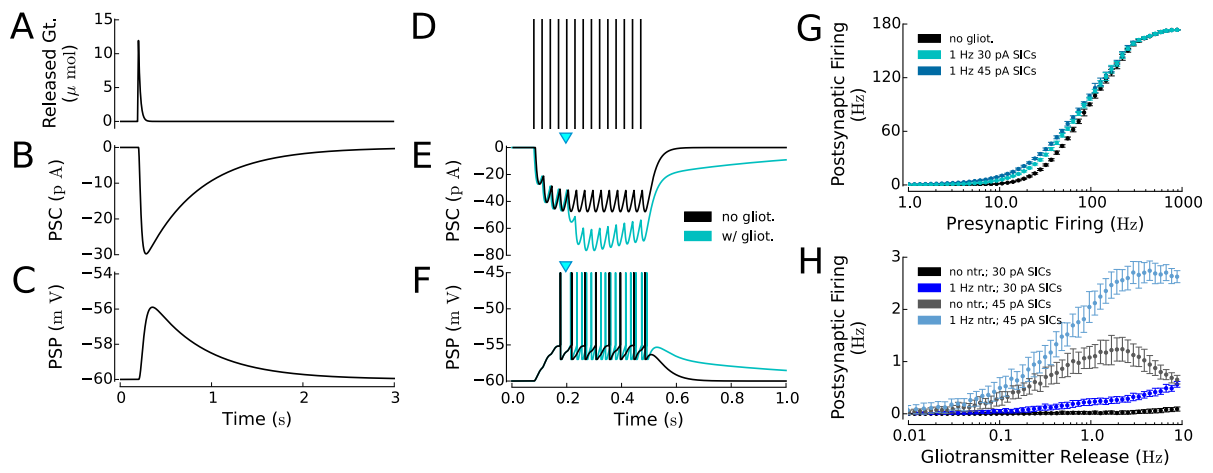 A
Released Gt.
(μ mol)
15
10
5
0
B
PSC (p A)
0
−10
−20
−30
C
PSP (m V)
−54
−56
−58
−60
0
1
2
3
Time (s)
D
E
PSC (p A)
0
−20
−40
−60
−80
no gliot.
w/ gliot.
F
PSP (m V)
−45
−50
−55
−60
0.0
0.2
0.4
0.6
0.8
1.0
Time (s)
G
Postsynaptic Firing
(Hz)
180
120
60
0
no gliot.
1 Hz 30 pA SICs
1 Hz 45 pA SICs
1.0
10.0
100
1000
Presynaptic Firing (Hz)
H
Postsynaptic Firing
(Hz)
3
2
1
0
no ntr.; 30 pA SICs
1 Hz ntr.; 30 pA SICs
no ntr.; 45 pA SICs
1 Hz ntr.; 45 pA SICs
0.01
0.1
1.0
10
Gliotransmitter Release (Hz)